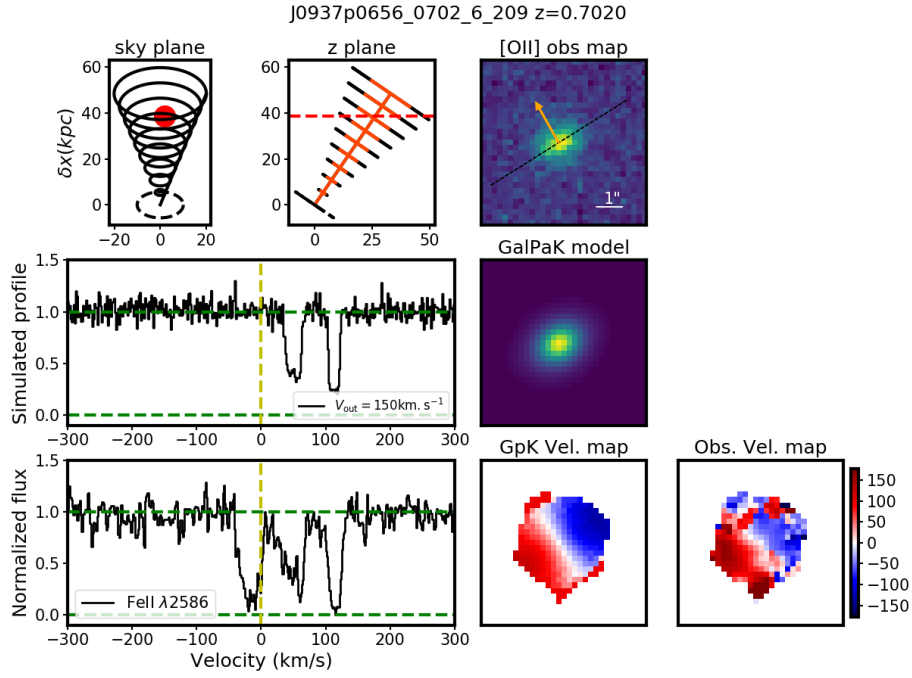 J0937p0656_0702_6_209 z=0.7020
sky plane
z plane
[OII] obs map
δx(kpc)
60
40
20
0
−20 0 20
60
40
20
0
0 25 50
1"
GalPaK model
Simulated profile
1.5
1.0
0.5
0.0
V_out = 150km. s⁻¹
−300 −200 −100 0 100 200 300
GpK Vel. map
Obs. Vel. map
Normalized flux
1.5
1.0
0.5
0.0
FeII λ2586
−300 −200 −100 0 100 200 300
Velocity (km/s)
150
100
50
0
−50
−100
−150